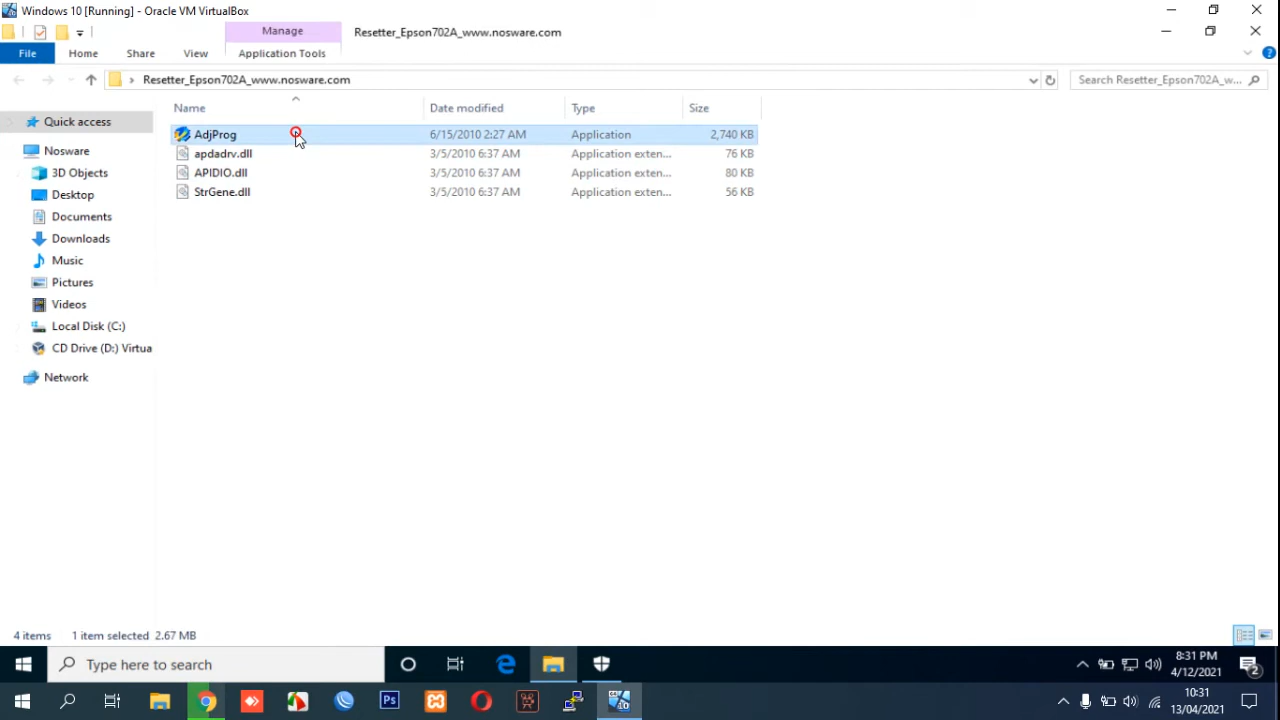 Windows 10 [Running] - Oracle VM VirtualBox
Manage
Resetter_Epson702A_www.nosware.com
File
Home
Share
View
Application Tools
Resetter_Epson702A_www.nosware.com
Search Resetter_Epson702A_w...
Name
Date modified
Type
Size
Quick access
Nosware
3D Objects
Desktop
Documents
Downloads
Music
Pictures
Videos
Local Disk (C:)
CD Drive (D:) Virtua
Network
AdjProg 6/15/2010 2:27 AM Application 2,740 KB
apdadrv.dll 3/5/2010 6:37 AM Application exten... 76 KB
APIDIO.dll 3/5/2010 6:37 AM Application exten... 80 KB
StrGene.dll 3/5/2010 6:37 AM Application exten... 56 KB
4 items 1 item selected 2.67 MB
Type here to search
8:31 PM
4/12/2021
2
Ps
10:31
13/04/2021